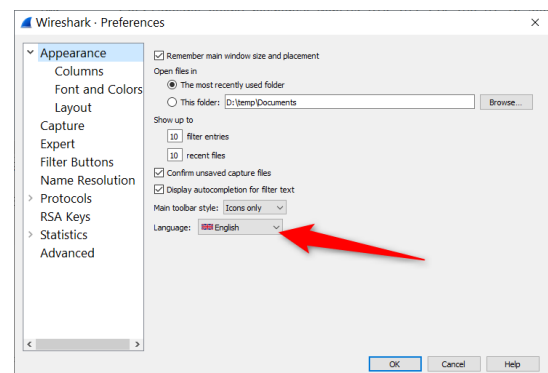 Wireshark · Preferences
Appearance
Columns
Font and Colors
Layout
Capture
Expert
Filter Buttons
Name Resolution
Protocols
RSA Keys
Statistics
Advanced
Remember main window size and placement
Open files in
The most recently used folder
This folder: D:\temp\Documents Browse...
Show up to
10 filter entries
10 recent files
Confirm unsaved capture files
Display autocompletion for filter text
Main toolbar style: Icons only
Language: English
OK Cancel Help